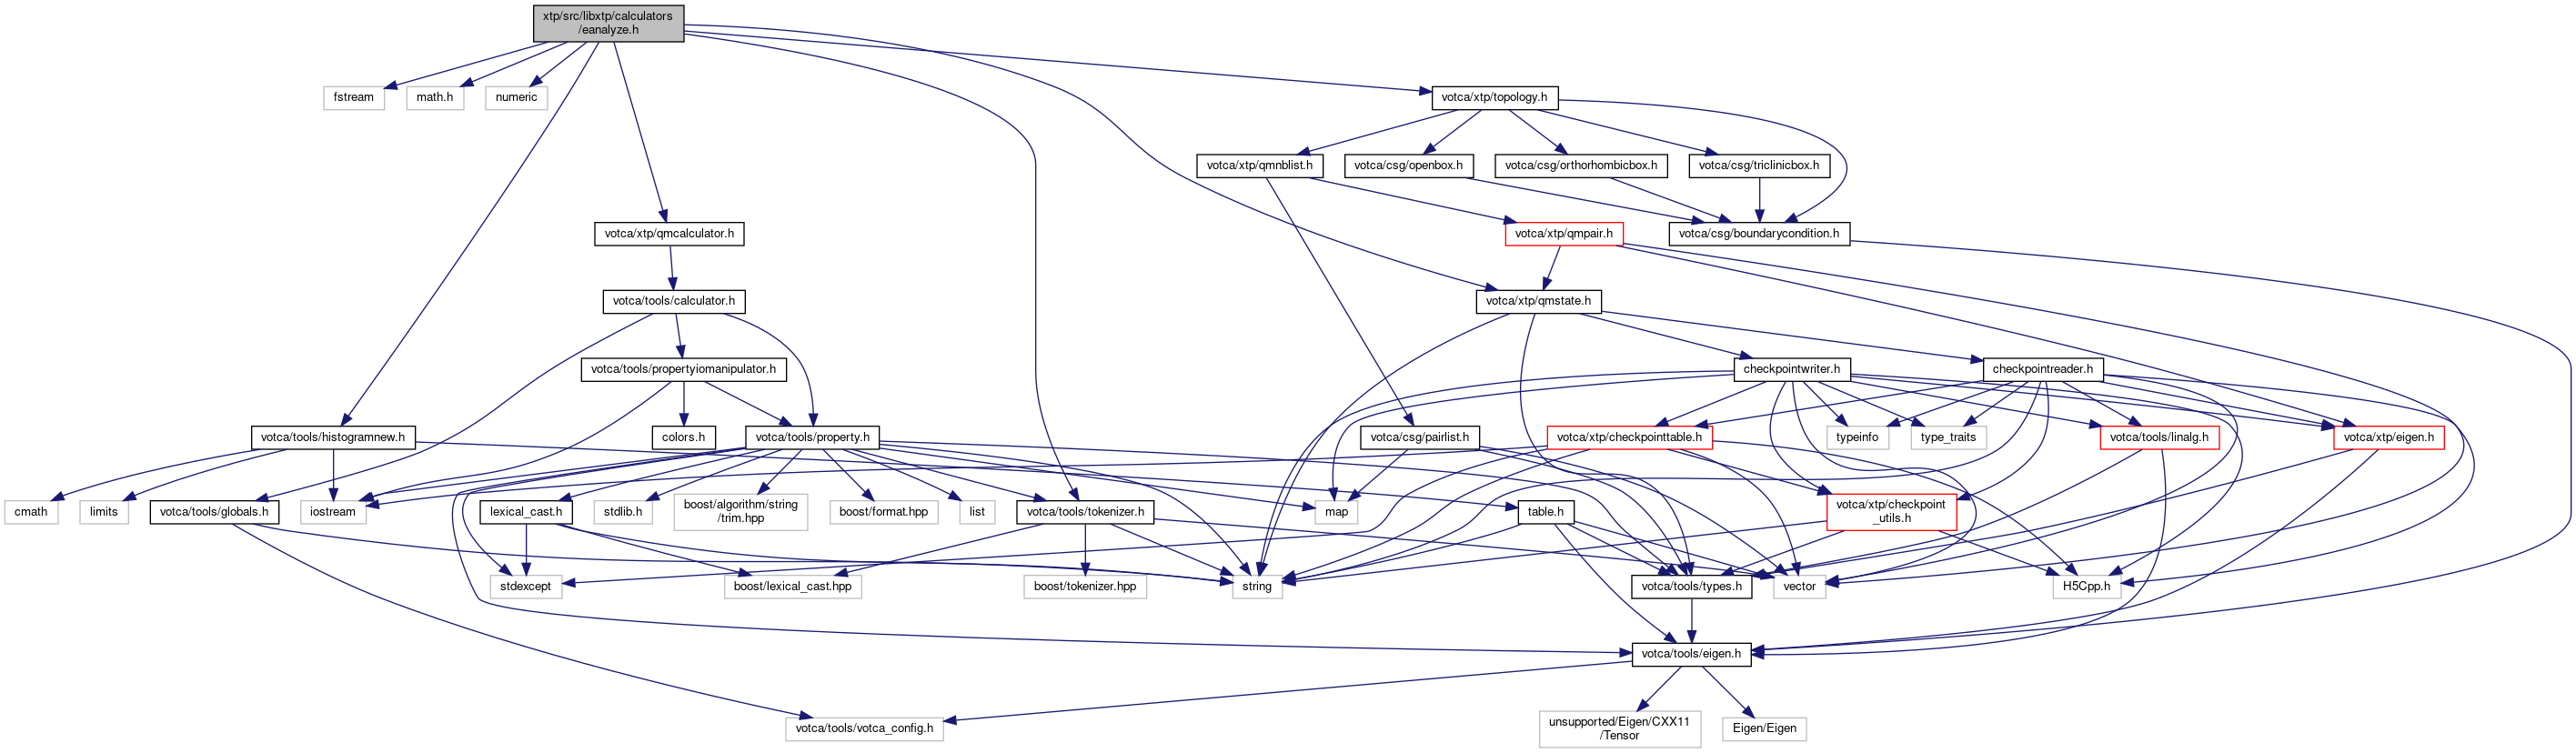 xtp/src/libxtp/calculators
/eanalyze.h
fstream
math.h
numeric
votca/xtp/topology.h
votca/xtp/qmnblist.h
votca/csg/openbox.h
votca/csg/orthorhombicbox.h
votca/csg/triclinicbox.h
votca/xtp/qmcalculator.h
votca/xtp/qmpair.h
votca/csg/boundarycondition.h
votca/tools/calculator.h
votca/xtp/qmstate.h
votca/tools/propertyiomanipulator.h
checkpointwriter.h
checkpointreader.h
votca/tools/histogramnew.h
colors.h
votca/tools/property.h
votca/csg/pairlist.h
votca/xtp/checkpointtable.h
typeinfo
type_traits
votca/tools/linalg.h
votca/xtp/eigen.h
cmath
limits
votca/tools/globals.h
iostream
lexical_cast.h
stdlib.h
boost/algorithm/string
/trim.hpp
boost/format.hpp
list
votca/tools/tokenizer.h
map
table.h
votca/xtp/checkpoint
_utils.h
stdexcept
boost/lexical_cast.hpp
boost/tokenizer.hpp
string
votca/tools/types.h
vector
H5Cpp.h
votca/tools/eigen.h
votca/tools/votca_config.h
unsupported/Eigen/CXX11
/Tensor
Eigen/Eigen